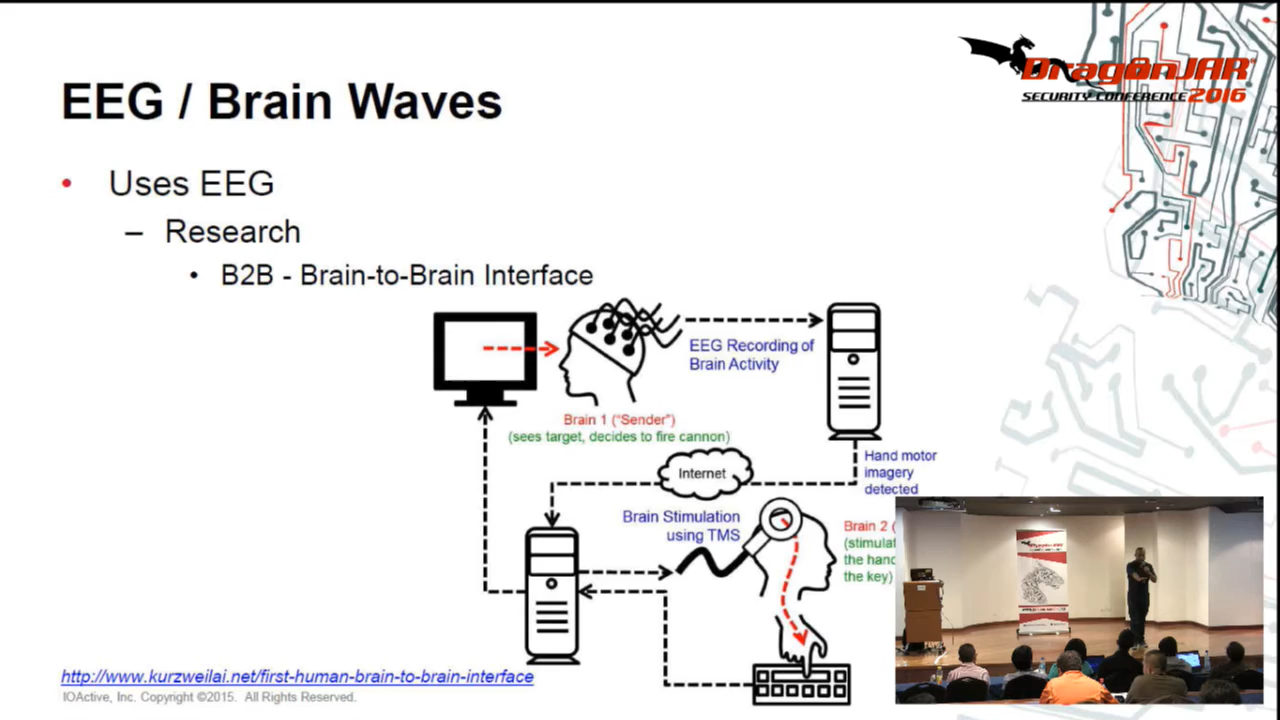 DragonJAR
SECURITY CONFERENCE 2016
EEG / Brain Waves
• Uses EEG
– Research
• B2B - Brain-to-Brain Interface
EEG Recording of
Brain Activity
Brain 1 ("Sender")
(sees target, decides to fire cannon)
Internet
Hand motor
imagery
detected
Brain Stimulation
using TMS
Brain 2 (
(stimulat
the hand
the key)
http://www.kurzweilai.net/first-human-brain-to-brain-interface
IOActive, Inc. Copyright ©2015. All Rights Reserved.